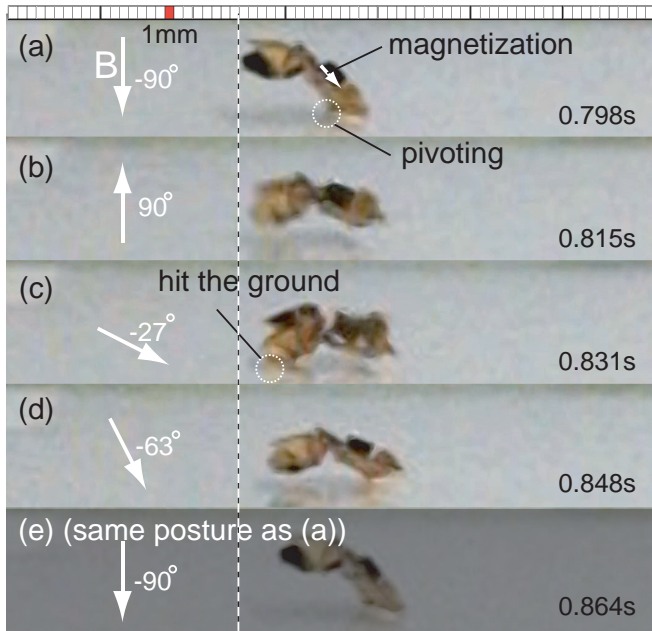 1mm
(a)
magnetization
B
-90°
0.798s
pivoting
(b)
90°
0.815s
hit the ground
(c)
-27°
0.831s
(d)
-63°
0.848s
(e) (same posture as (a))
-90°
0.864s